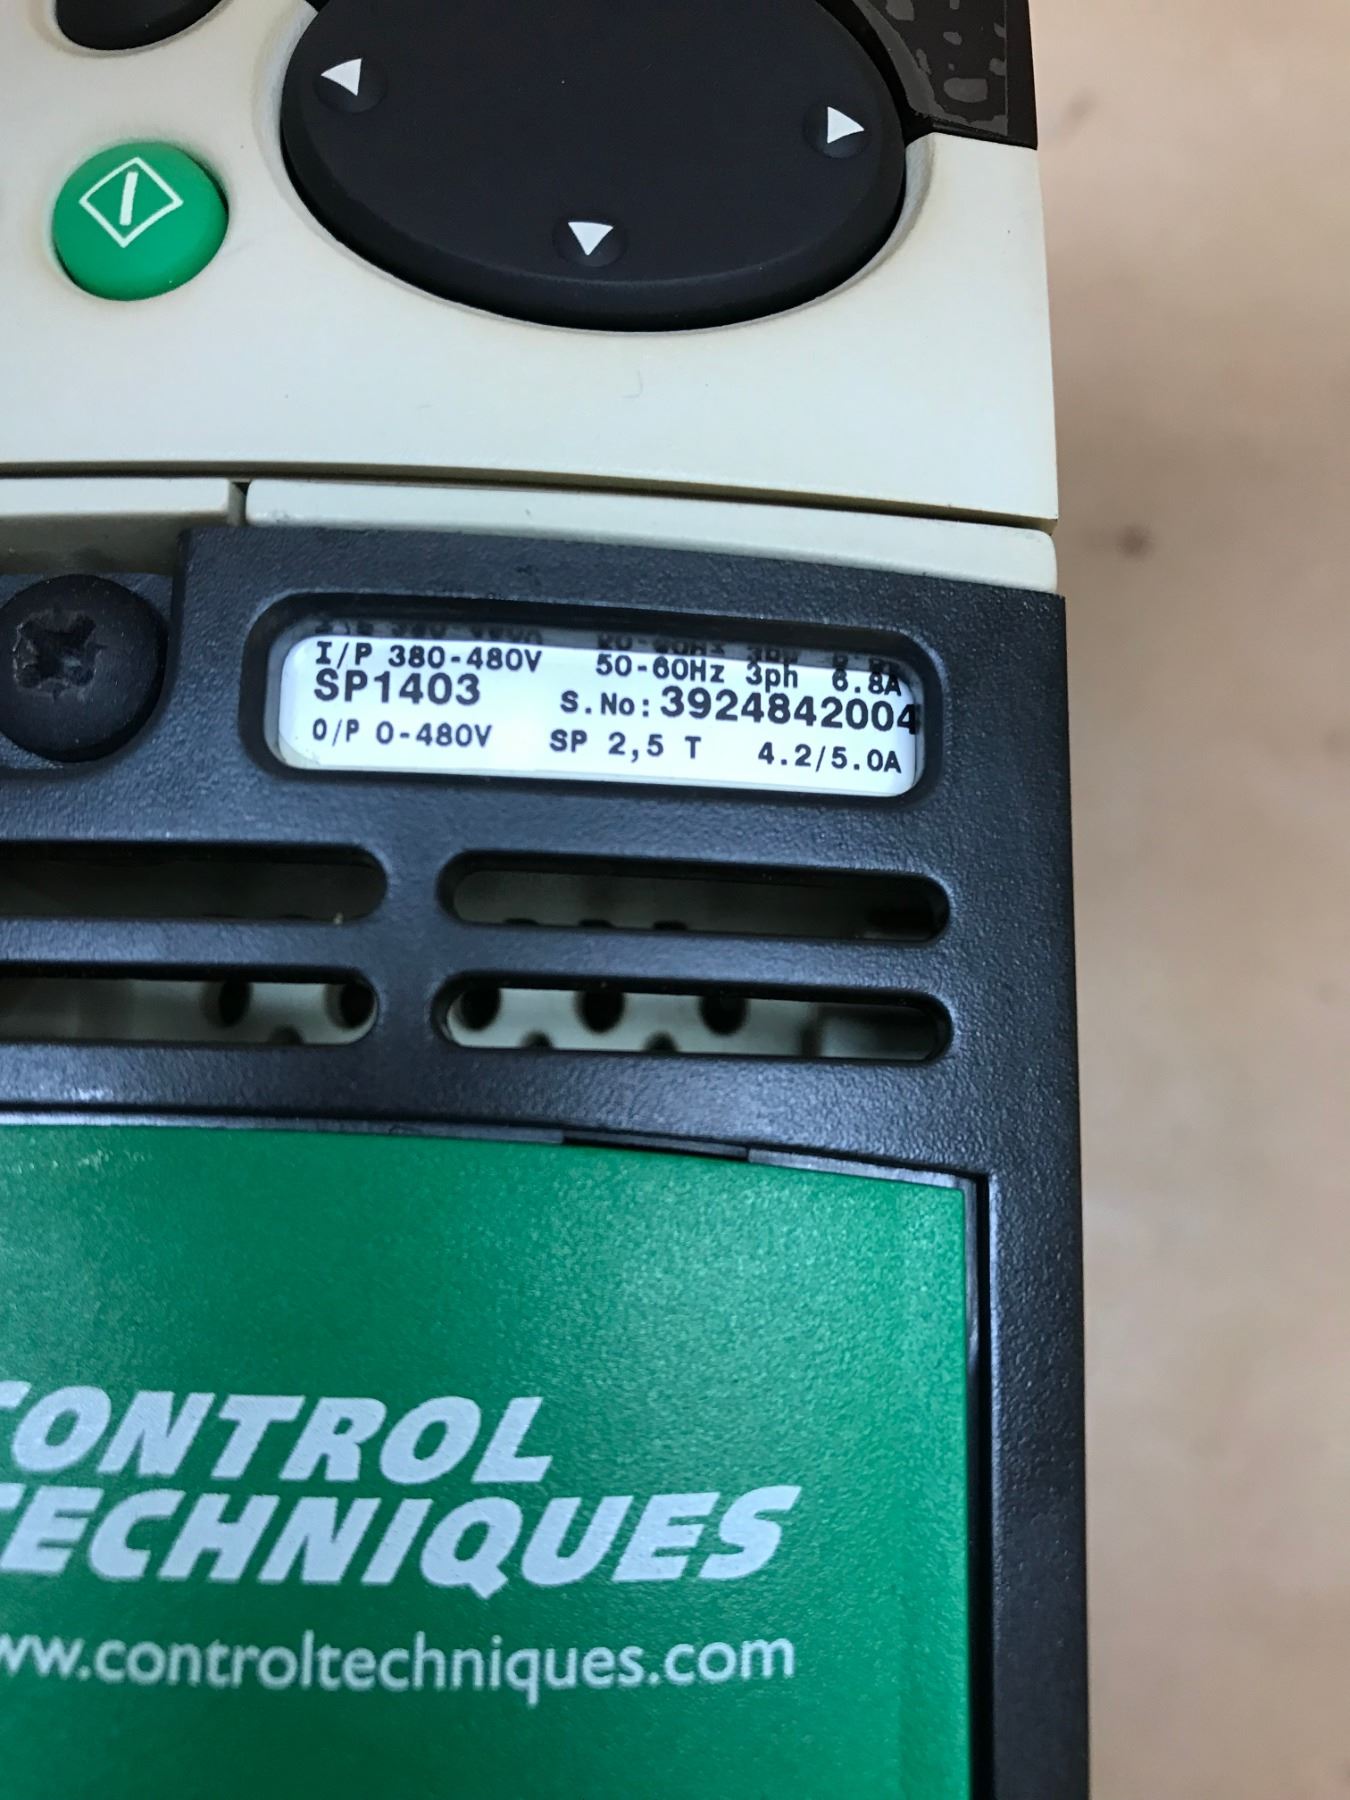 I/P 380-480V 50-60Hz 3ph 6.8A
SP1403 S.No: 3924842004
O/P 0-480V SP 2,5 T 4.2/5.0A
CONTROL
TECHNIQUES
www.controltechniques.com